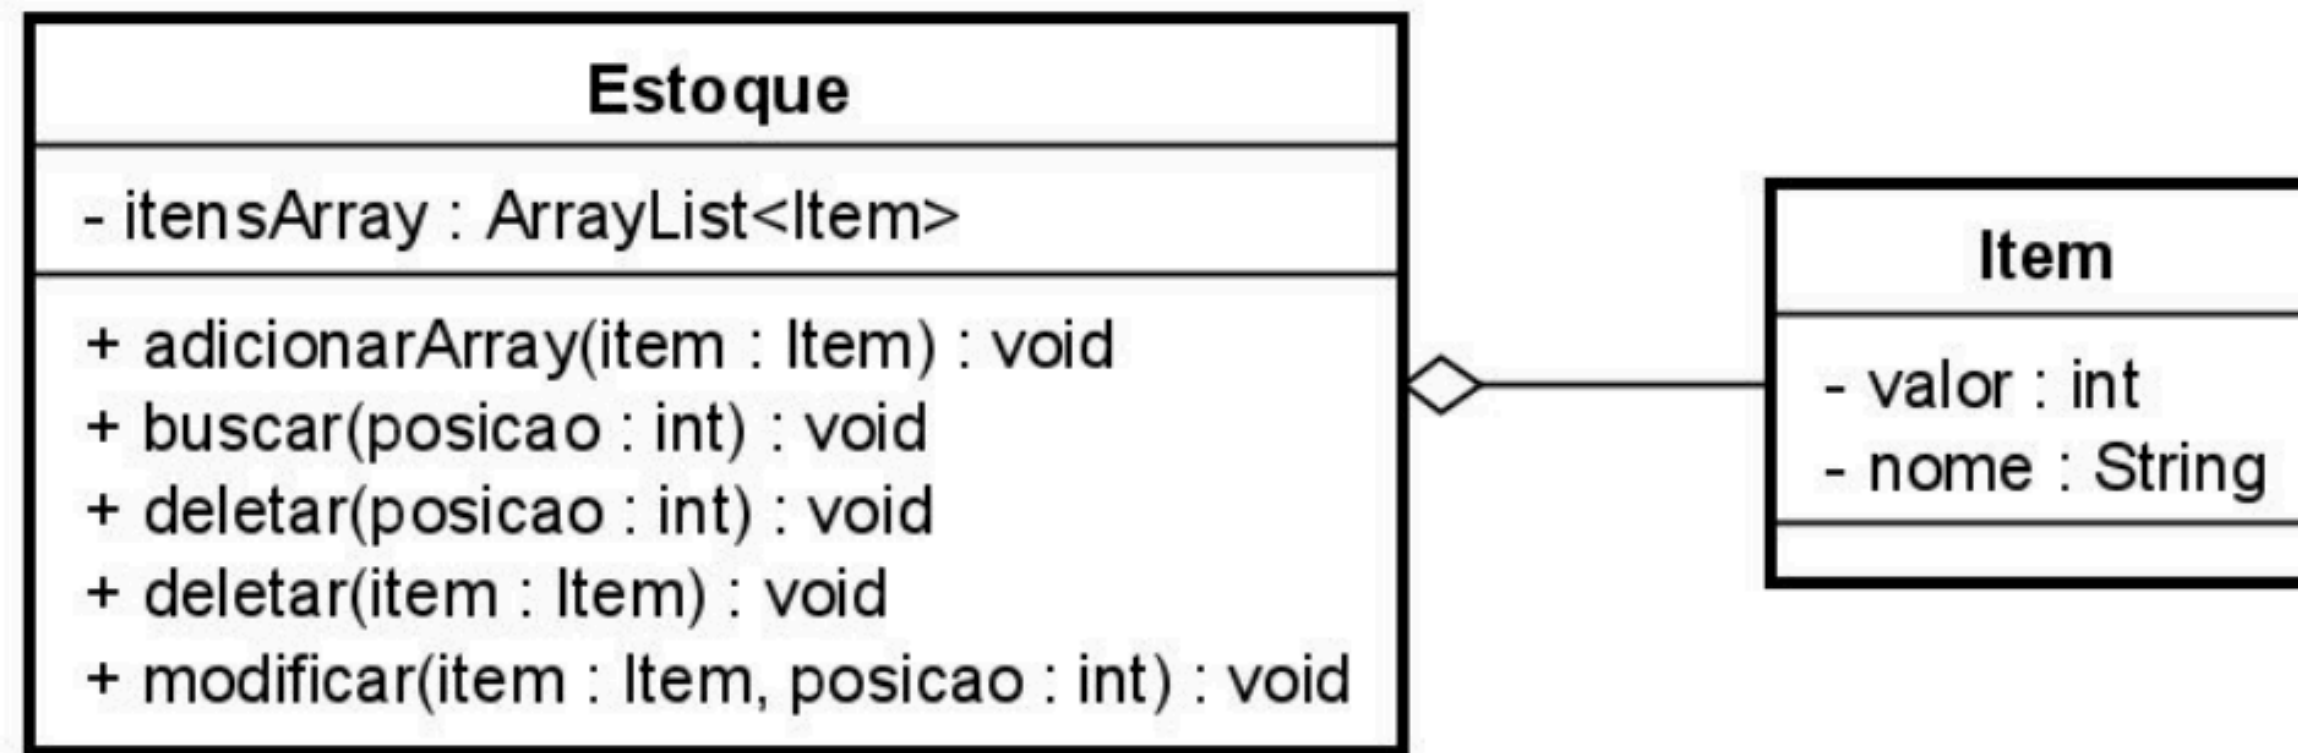 Estoque
- itensArray : ArrayList<Item>
+ adicionarArray(item : Item) : void
+ buscar(posicao : int) : void
+ deletar(posicao : int) : void
+ deletar(item : Item) : void
+ modificar(item : Item, posicao : int) : void
Item
- valor : int
- nome : String